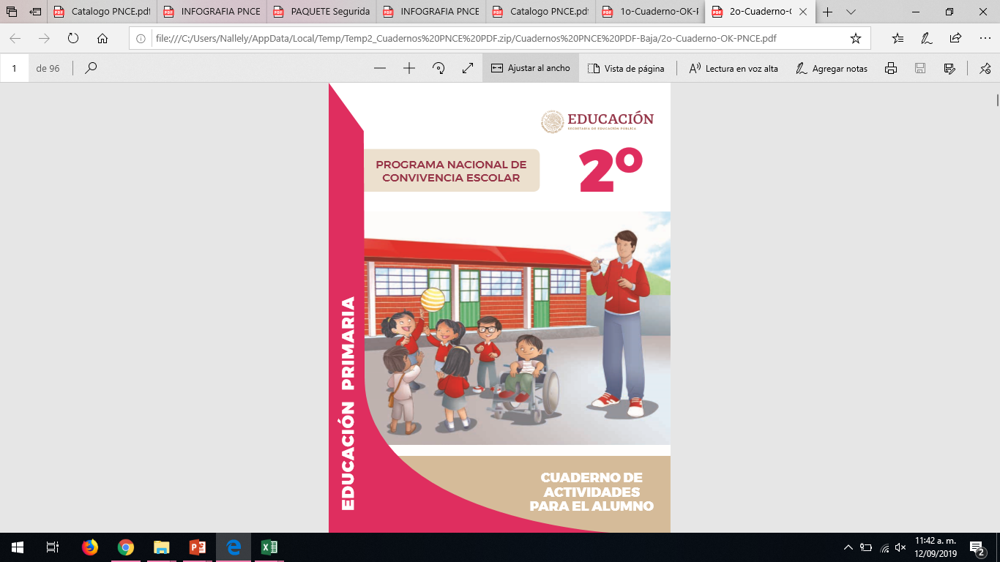 Catalogo PNCE.pdf
INFOGRAFIA PNCE
PAQUETE Segurida
INFOGRAFIA PNCE
Catalogo PNCE.pdf
1o-Cuaderno-OK-P
2o-Cuaderno-O
file:///C:/Users/Nallely/AppData/Local/Temp/Temp2_Cuadernos%20PNCE%20PDF.zip/Cuadernos%20PNCE%20PDF-Baja/2o-Cuaderno-OK-PNCE.pdf
1 de 96
Ajustar al ancho
Vista de página
Lectura en voz alta
Agregar notas
EDUCACIÓN
SECRETARÍA DE EDUCACIÓN PÚBLICA
PROGRAMA NACIONAL DE
CONVIVENCIA ESCOLAR
2º
EDUCACIÓN PRIMARIA
CUADERNO DE
ACTIVIDADES
PARA EL ALUMNO
11:42 a. m.
12/09/2019
2